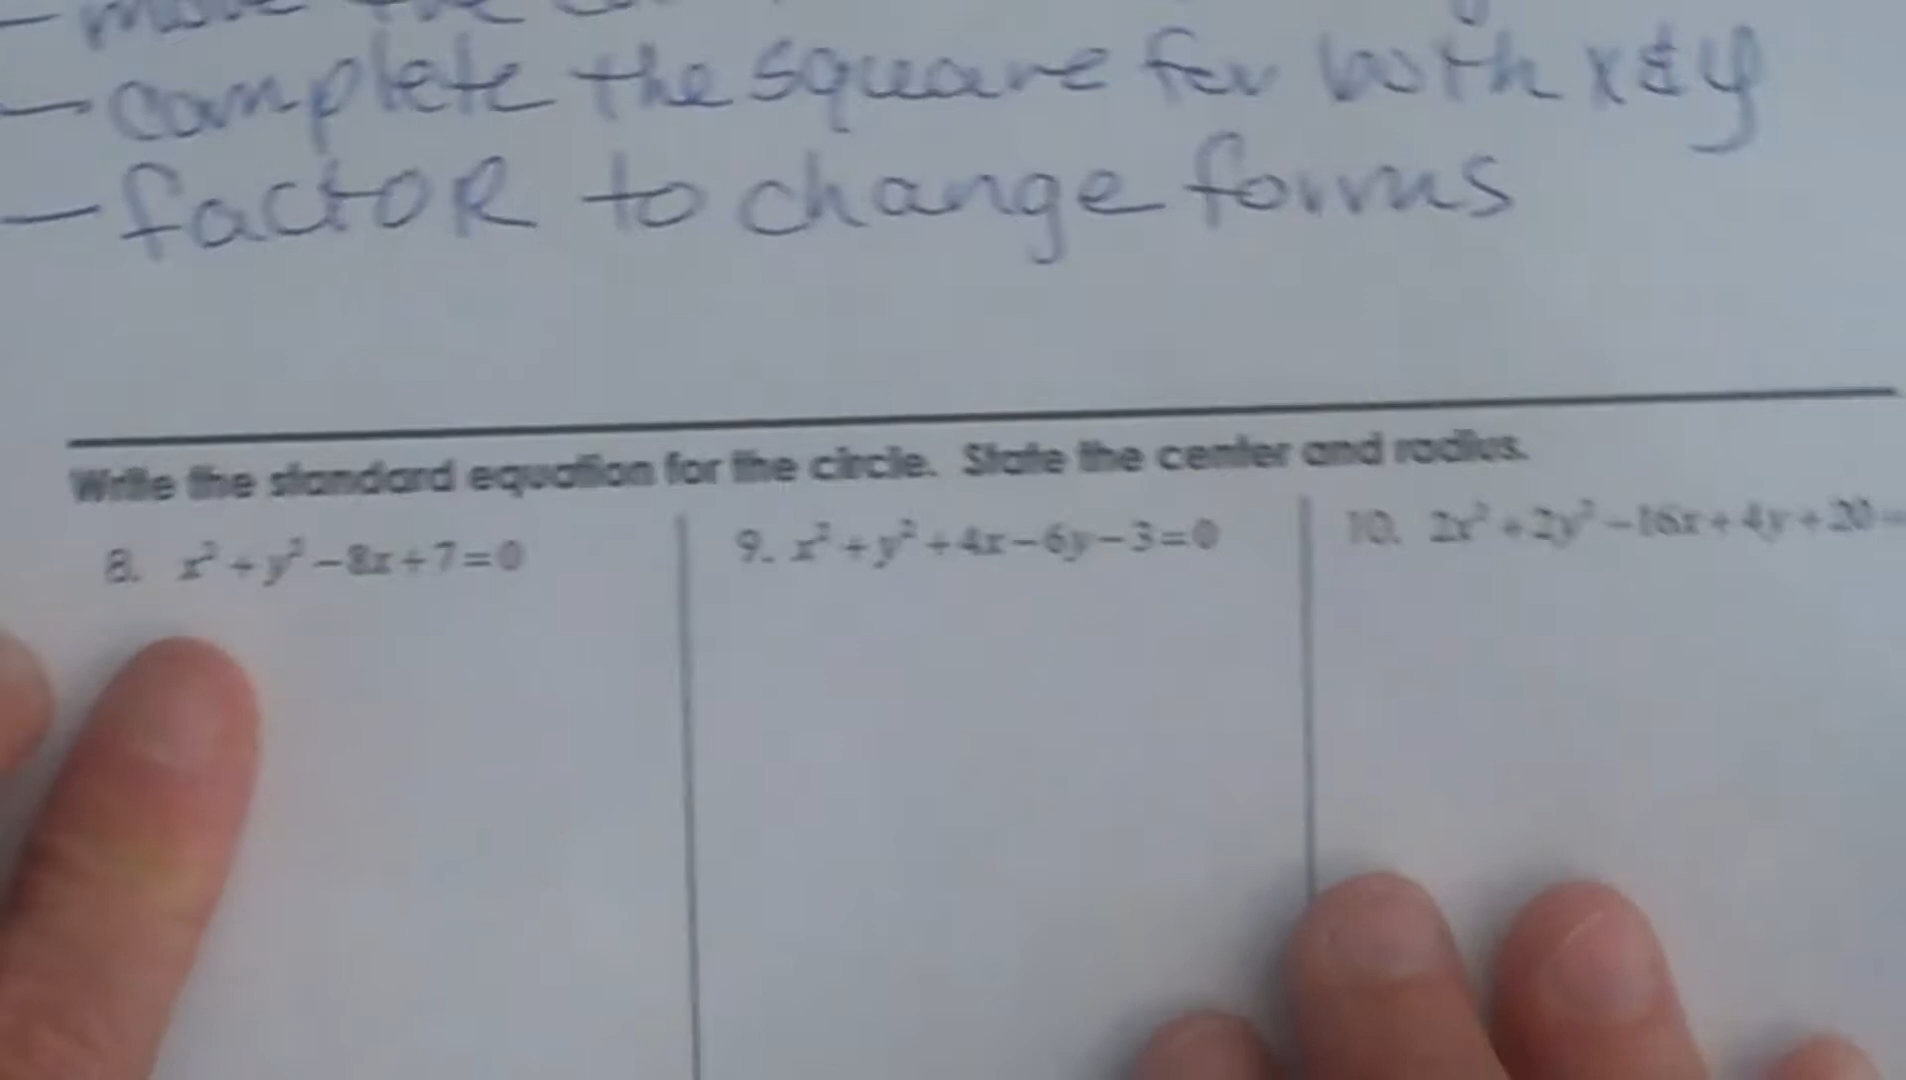 - the
- complete the square for both x & y
- factor to change forms
Write the standard equation for the circle. State the center and radius.
8. x² + y² - 8x + 7 = 0
9. x² + y² + 4x - 6y - 3 = 0
10. 2x² + 2y² - 16x + 4y + 20 =